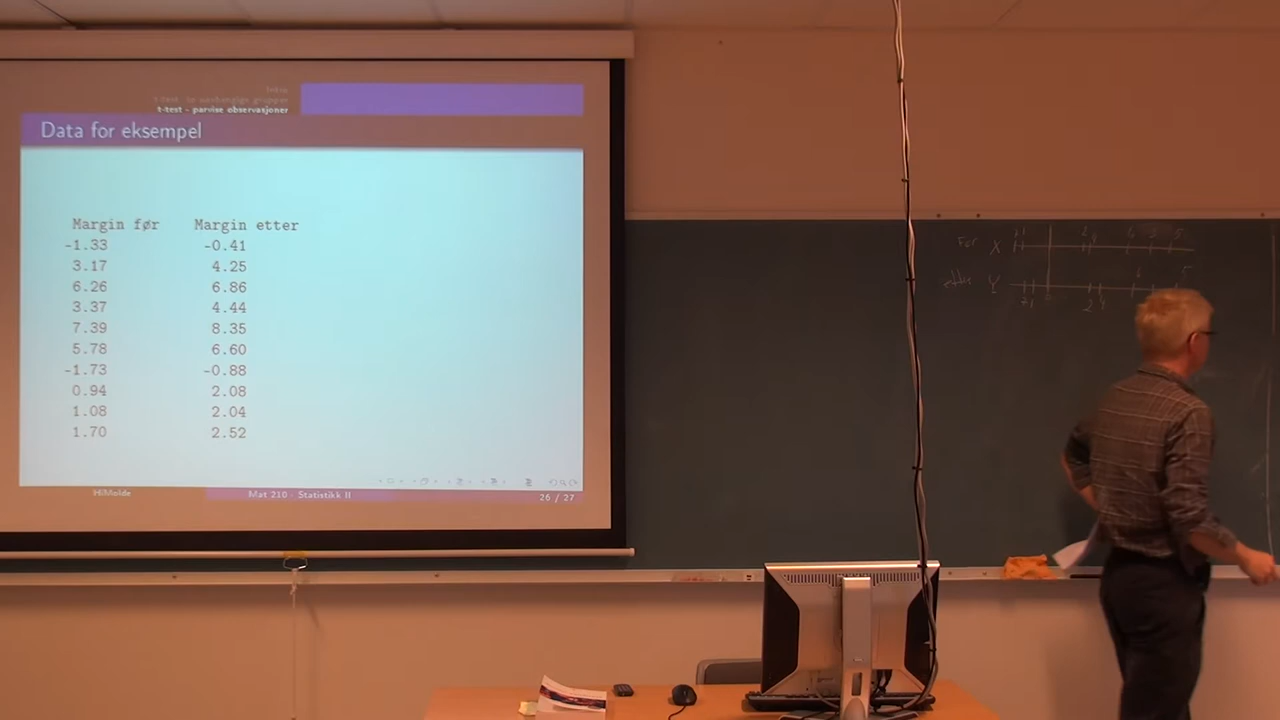 t-test - parvise observasjoner
Data for eksempel
Margin før Margin etter
-1.33 -0.41
3.17 4.25
6.26 6.86
3.37 4.44
7.39 8.35
5.78 6.60
-1.73 -0.88
0.94 2.08
1.08 2.04
1.70 2.52
HiMolde Mat 210 - Statistikk II 26 / 27
Før X
etter Y